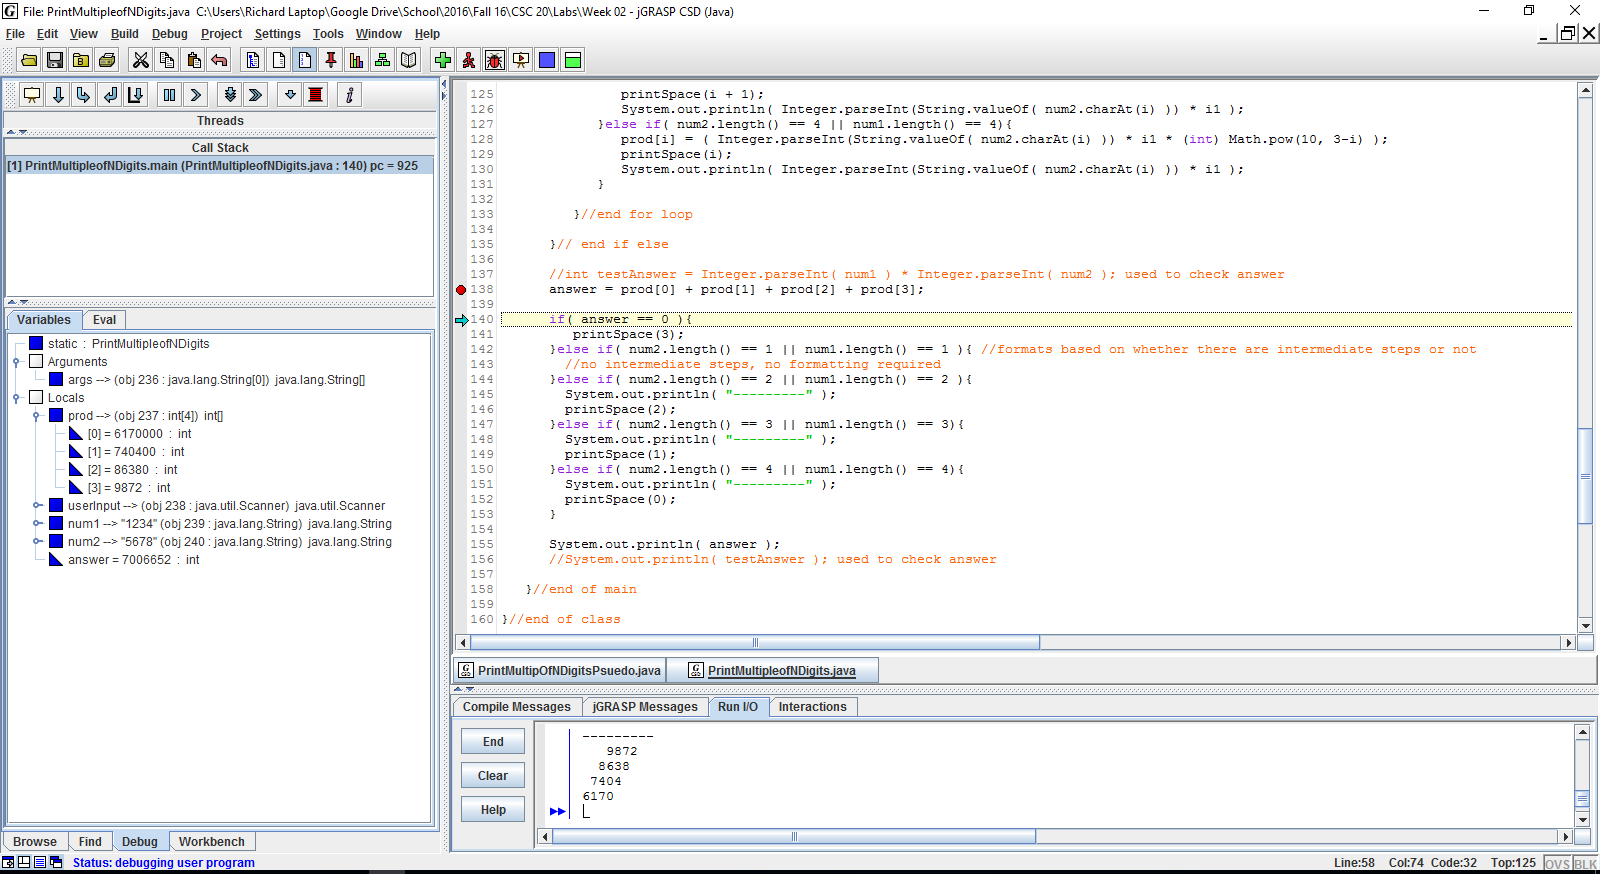 File: PrintMultipleofNDigits.java  C:\Users\Richard Laptop\Google Drive\School\2016\Fall 16\CSC 20\Labs\Week 02 - jGRASP CSD (Java)
File Edit View Build Debug Project Settings Tools Window Help
Threads
Call Stack
[1] PrintMultipleofNDigits.main (PrintMultipleofNDigits.java : 140) pc = 925
Variables Eval
static : PrintMultipleofNDigits
Arguments
args --> (obj 236 : java.lang.String[0]) java.lang.String[]
Locals
prod --> (obj 237 : int[4]) int[]
[0] = 6170000 : int
[1] = 740400 : int
[2] = 86380 : int
[3] = 9872 : int
userInput --> (obj 238 : java.util.Scanner) java.util.Scanner
num1 --> "1234" (obj 239 : java.lang.String) java.lang.String
num2 --> "5678" (obj 240 : java.lang.String) java.lang.String
answer = 7006652 : int
Browse Find Debug Workbench
125 printSpace(i + 1);
126 System.out.println( Integer.parseInt(String.valueOf( num2.charAt(i) )) * i1 );
127 }else if( num2.length() == 4 || num1.length() == 4){
128 prod[i] = ( Integer.parseInt(String.valueOf( num2.charAt(i) )) * i1 * (int) Math.pow(10, 3-i) );
129 printSpace(i);
130 System.out.println( Integer.parseInt(String.valueOf( num2.charAt(i) )) * i1 );
131 }
132
133 }//end for loop
134
135 }// end if else
136
137 //int testAnswer = Integer.parseInt( num1 ) * Integer.parseInt( num2 ); used to check answer
138 answer = prod[0] + prod[1] + prod[2] + prod[3];
139
140 if( answer == 0 ){
141 printSpace(3);
142 }else if( num2.length() == 1 || num1.length() == 1 ){ //formats based on whether there are intermediate steps or not
143 //no intermediate steps, no formatting required
144 }else if( num2.length() == 2 || num1.length() == 2 ){
145 System.out.println( "---------" );
146 printSpace(2);
147 }else if( num2.length() == 3 || num1.length() == 3){
148 System.out.println( "---------" );
149 printSpace(1);
150 }else if( num2.length() == 4 || num1.length() == 4){
151 System.out.println( "---------" );
152 printSpace(0);
153 }
154
155 System.out.println( answer );
156 //System.out.println( testAnswer ); used to check answer
157
158 }//end of main
159
160 }//end of class
PrintMultipOfNDigitsPsuedo.java PrintMultipleofNDigits.java
Compile Messages jGRASP Messages Run I/O Interactions
End
Clear
Help
---------
9872
8638
7404
6170
Status: debugging user program
Line:58 Col:74 Code:32 Top:125 OVS BLK